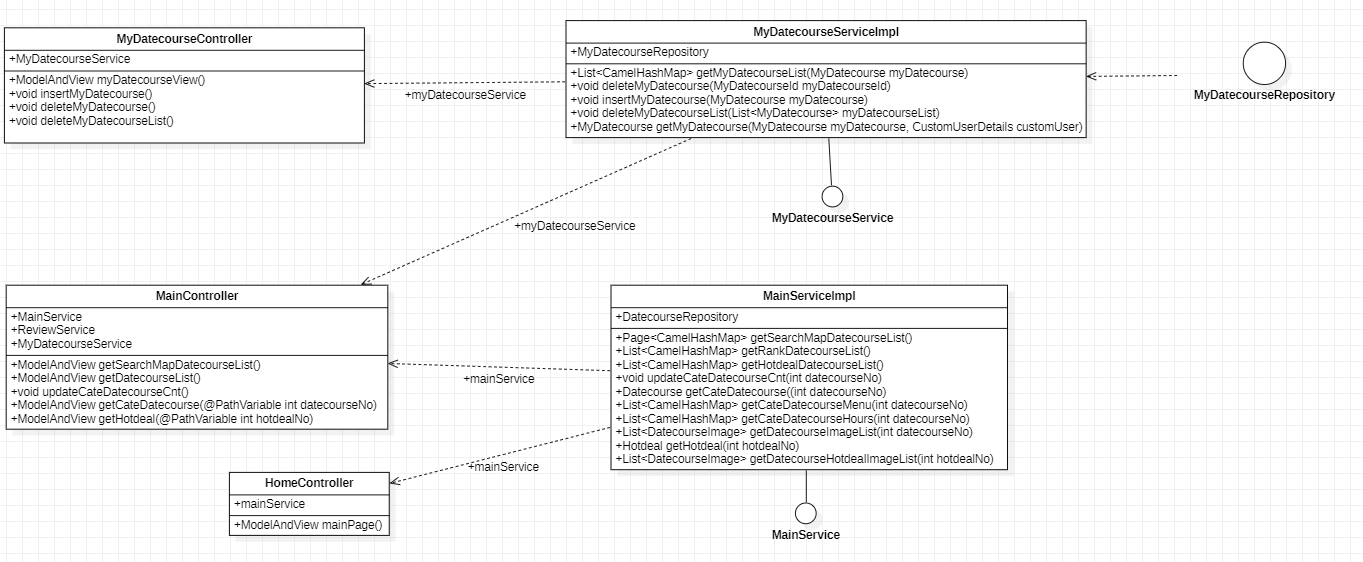 MyDatecourseController
+MyDatecourseService
+ModelAndView myDatecourseView()
+void insertMyDatecourse()
+void deleteMyDatecourse()
+void deleteMyDatecourseList()
+myDatecourseService
MyDatecourseServiceImpl
+MyDatecourseRepository
+List<CamelHashMap> getMyDatecourseList(MyDatecourse myDatecourse)
+void deleteMyDatecourse(MyDatecourseId myDatecourseId)
+void insertMyDatecourse(MyDatecourse myDatecourse)
+void deleteMyDatecourseList(List<MyDatecourse> myDatecourseList)
+MyDatecourse getMyDatecourse(MyDatecourse myDatecourse, CustomUserDetails customUser)
MyDatecourseRepository
MyDatecourseService
+myDatecourseService
MainController
+MainService
+ReviewService
+MyDatecourseService
+ModelAndView getSearchMapDatecourseList()
+ModelAndView getDatecourseList()
+void updateCateDatecourseCnt()
+ModelAndView getCateDatecourse(@PathVariable int datecourseNo)
+ModelAndView getHotdeal(@PathVariable int hotdealNo)
+mainService
MainServiceImpl
+DatecourseRepository
+Page<CamelHashMap> getSearchMapDatecourseList()
+List<CamelHashMap> getRankDatecourseList()
+List<CamelHashMap> getHotdealDatecourseList()
+void updateCateDatecourseCnt(int datecourseNo)
+Datecourse getCateDatecourse((int datecourseNo)
+List<CamelHashMap> getCateDatecourseMenu(int datecourseNo)
+List<CamelHashMap> getCateDatecourseHours(int datecourseNo)
+List<DatecourseImage> getDatecourseImageList(int datecourseNo)
+Hotdeal getHotdeal(int hotdealNo)
+List<DatecourseImage> getDatecourseHotdealImageList(int hotdealNo)
+mainService
HomeController
+mainService
+ModelAndView mainPage()
MainService